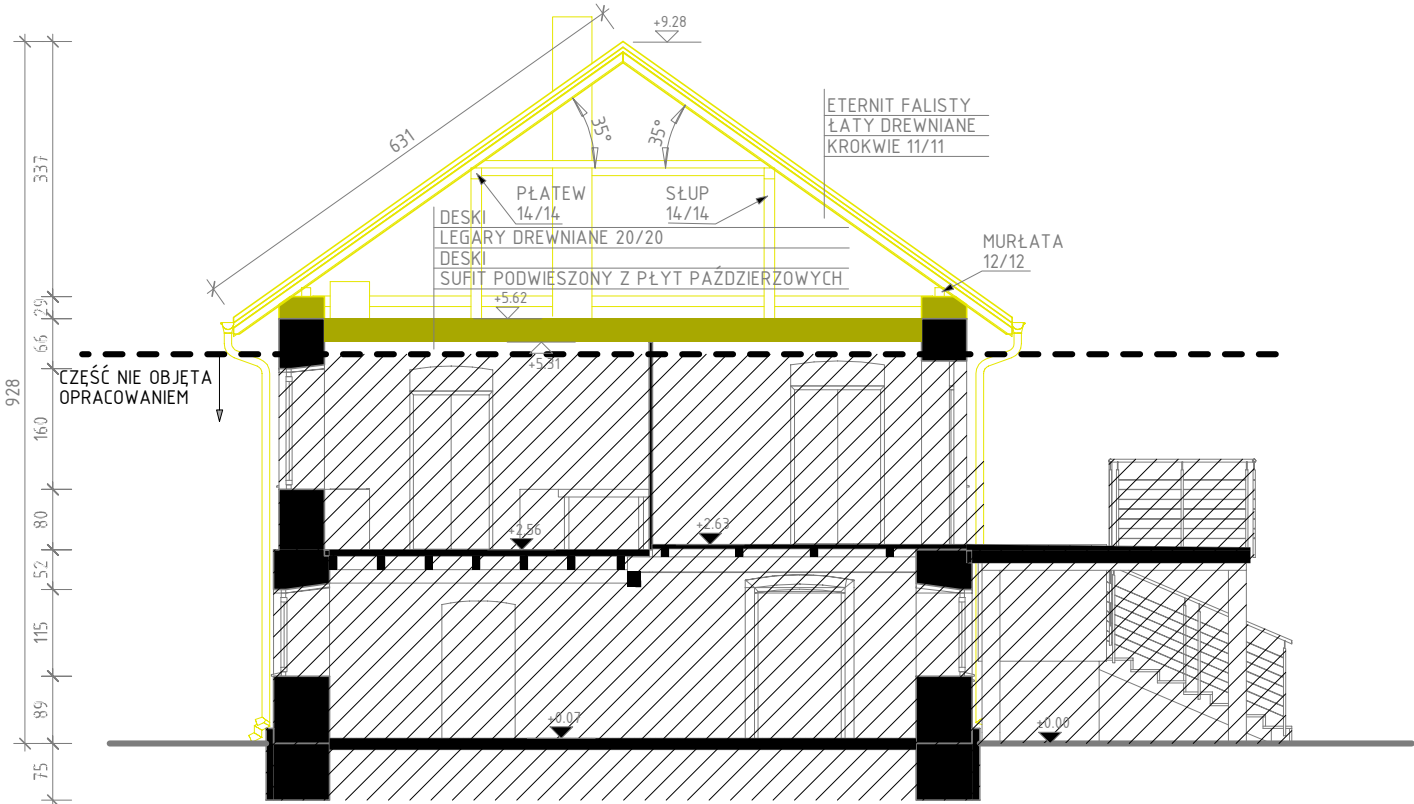 +9.28
631
35°
35°
ETERNIT FALISTY
ŁATY DREWNIANE
KROKWIE 11/11
PŁATEW
14/14
SŁUP
14/14
DESKI
LEGARY DREWNIANE 20/20
DESKI
SUFIT PODWIESZONY Z PŁYT PAŹDZIERZOWYCH
MURŁATA
12/12
+5.62
+5.31
CZĘŚĆ NIE OBJĘTA
OPRACOWANIEM
+2.56
+2.63
+0.07
±0.00
928
337
29
66
160
80
52
115
89
75